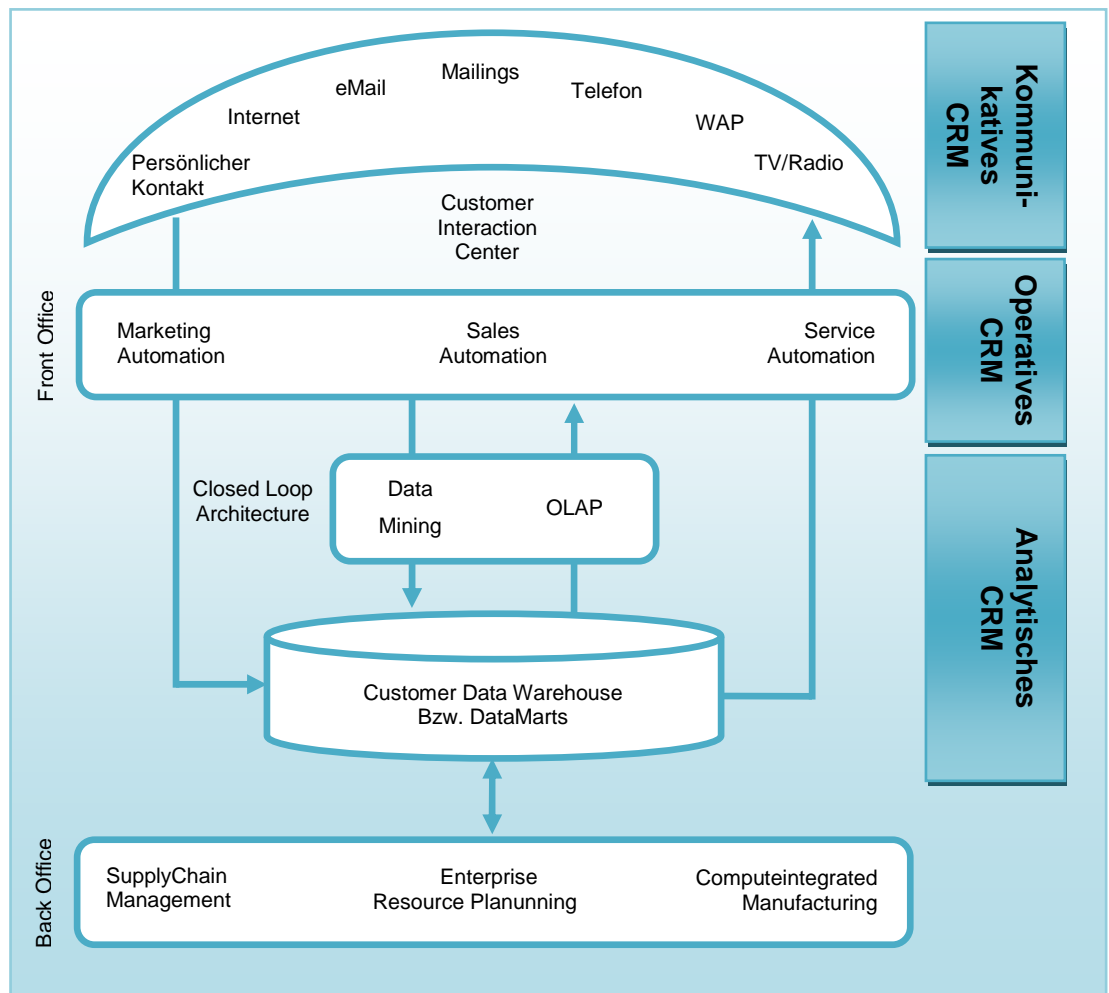 Mailings
eMail
Telefon
Internet
WAP
Persönlicher
Kontakt
TV/Radio
Customer
Interaction
Center
Kommuni-
katives
CRM
Front Office
Marketing
Automation
Sales
Automation
Service
Automation
Operatives
CRM
Closed Loop
Architecture
Data
Mining
OLAP
Analytisches
CRM
Customer Data Warehouse
Bzw. DataMarts
Back Office
SupplyChain
Management
Enterprise
Resource Planunning
Computeintegrated
Manufacturing